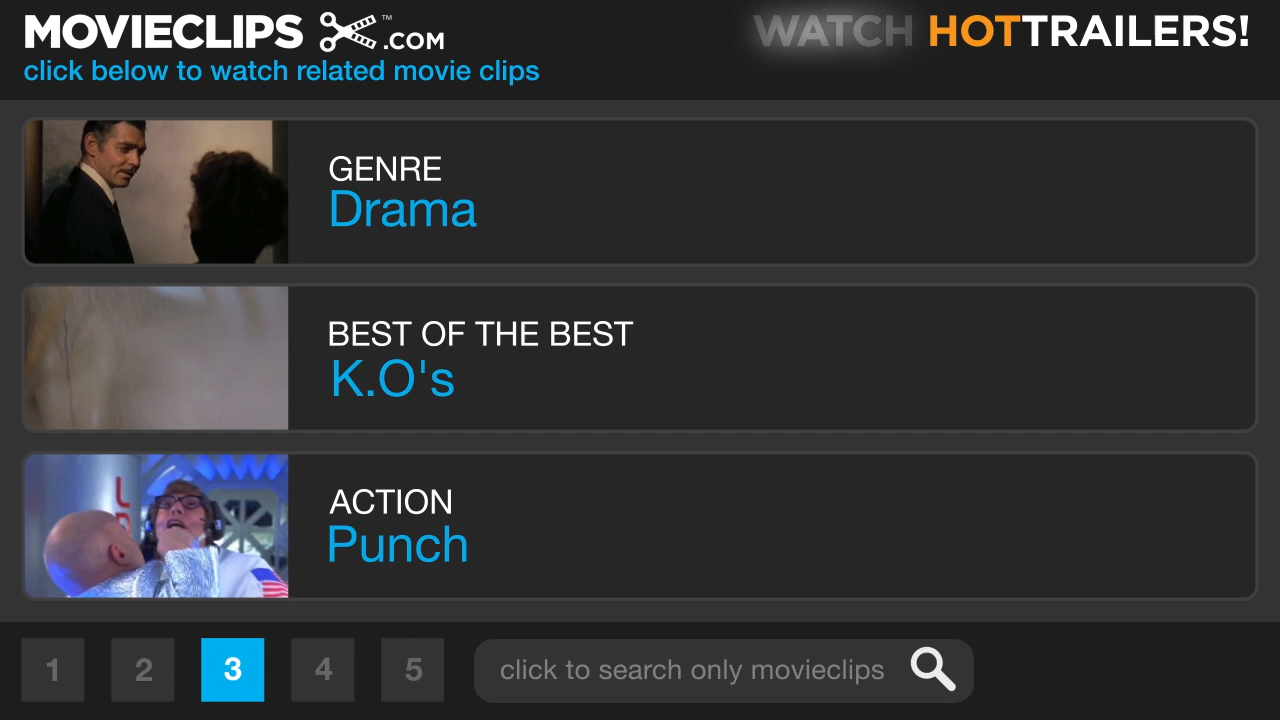 MOVIECLIPS ™ .COM
WATCH HOTTRAILERS!
click below to watch related movie clips
GENRE
Drama
BEST OF THE BEST
K.O's
ACTION
Punch
1 2 3 4 5
click to search only movieclips